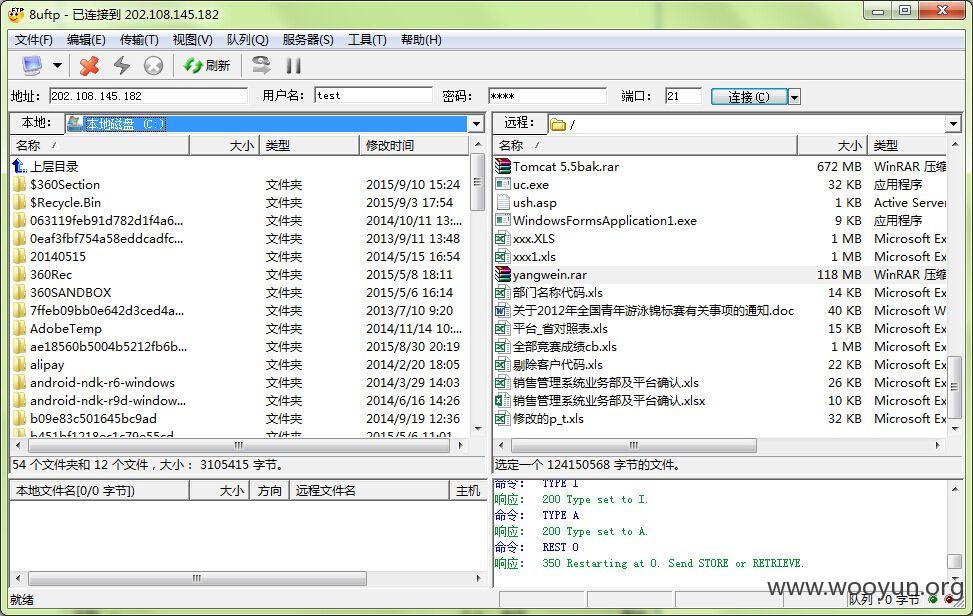 8uftp - 已连接到 202.108.145.182
文件(F) 编辑(E) 传输(T) 视图(V) 队列(Q) 服务器(S) 工具(T) 帮助(H)
刷新
地址: 202.108.145.182 用户名: test 密码: **** 端口: 21 连接(C)
本地: 本地磁盘 (C:)
名称 大小 类型 修改时间
上层目录
$360Section 文件夹 2015/9/10 15:24
$Recycle.Bin 文件夹 2015/9/3 17:54
063119feb91d782d1f4a6... 文件夹 2014/10/11 13:...
0eaf3fbf754a58eddcadfc... 文件夹 2013/9/11 13:48
20140515 文件夹 2014/5/15 16:54
360Rec 文件夹 2015/5/8 18:11
360SANDBOX 文件夹 2015/5/6 16:14
7ffeb09bb0e642d3ced4a... 文件夹 2013/7/10 9:20
AdobeTemp 文件夹 2014/11/14 10:...
ae18560b5004b5212fb6b... 文件夹 2015/8/30 20:19
alipay 文件夹 2014/2/20 18:05
android-ndk-r6-windows 文件夹 2014/3/29 14:03
android-ndk-r9d-window... 文件夹 2014/6/16 14:26
b09e83c501645bc9ad 文件夹 2014/9/19 12:36
54 个文件夹和 12 个文件，大小： 3105415 字节。
远程: /
名称 大小 类型
Tomcat 5.5bak.rar 672 MB WinRAR 压缩
uc.exe 32 KB 应用程序
ush.asp 1 KB Active Server
WindowsFormsApplication1.exe 9 KB 应用程序
xxx.XLS 1 MB Microsoft Ex
xxx1.xls 1 MB Microsoft Ex
yangwein.rar 118 MB WinRAR 压缩
部门名称代码.xls 14 KB Microsoft Ex
关于2012年全国青年游泳锦标赛有关事项的通知.doc 40 KB Microsoft W
平台_省对照表.xls 15 KB Microsoft Ex
全部竞赛成绩cb.xls 1 MB Microsoft Ex
剔除客户代码.xls 22 KB Microsoft Ex
销售管理系统业务部及平台确认.xls 26 KB Microsoft Ex
销售管理系统业务部及平台确认.xlsx 10 KB Microsoft Ex
修改的p_t.xls 32 KB Microsoft Ex
选定一个 124150568 字节的文件。
本地文件名[0/0 字节]) 大小 方向 远程文件名 主机
命令: TYPE I
响应: 200 Type set to I.
命令: TYPE A
响应: 200 Type set to A.
命令: REST 0
响应: 350 Restarting at 0. Send STORE or RETRIEVE.
www.wooyun.org
就绪 队列：0 字节